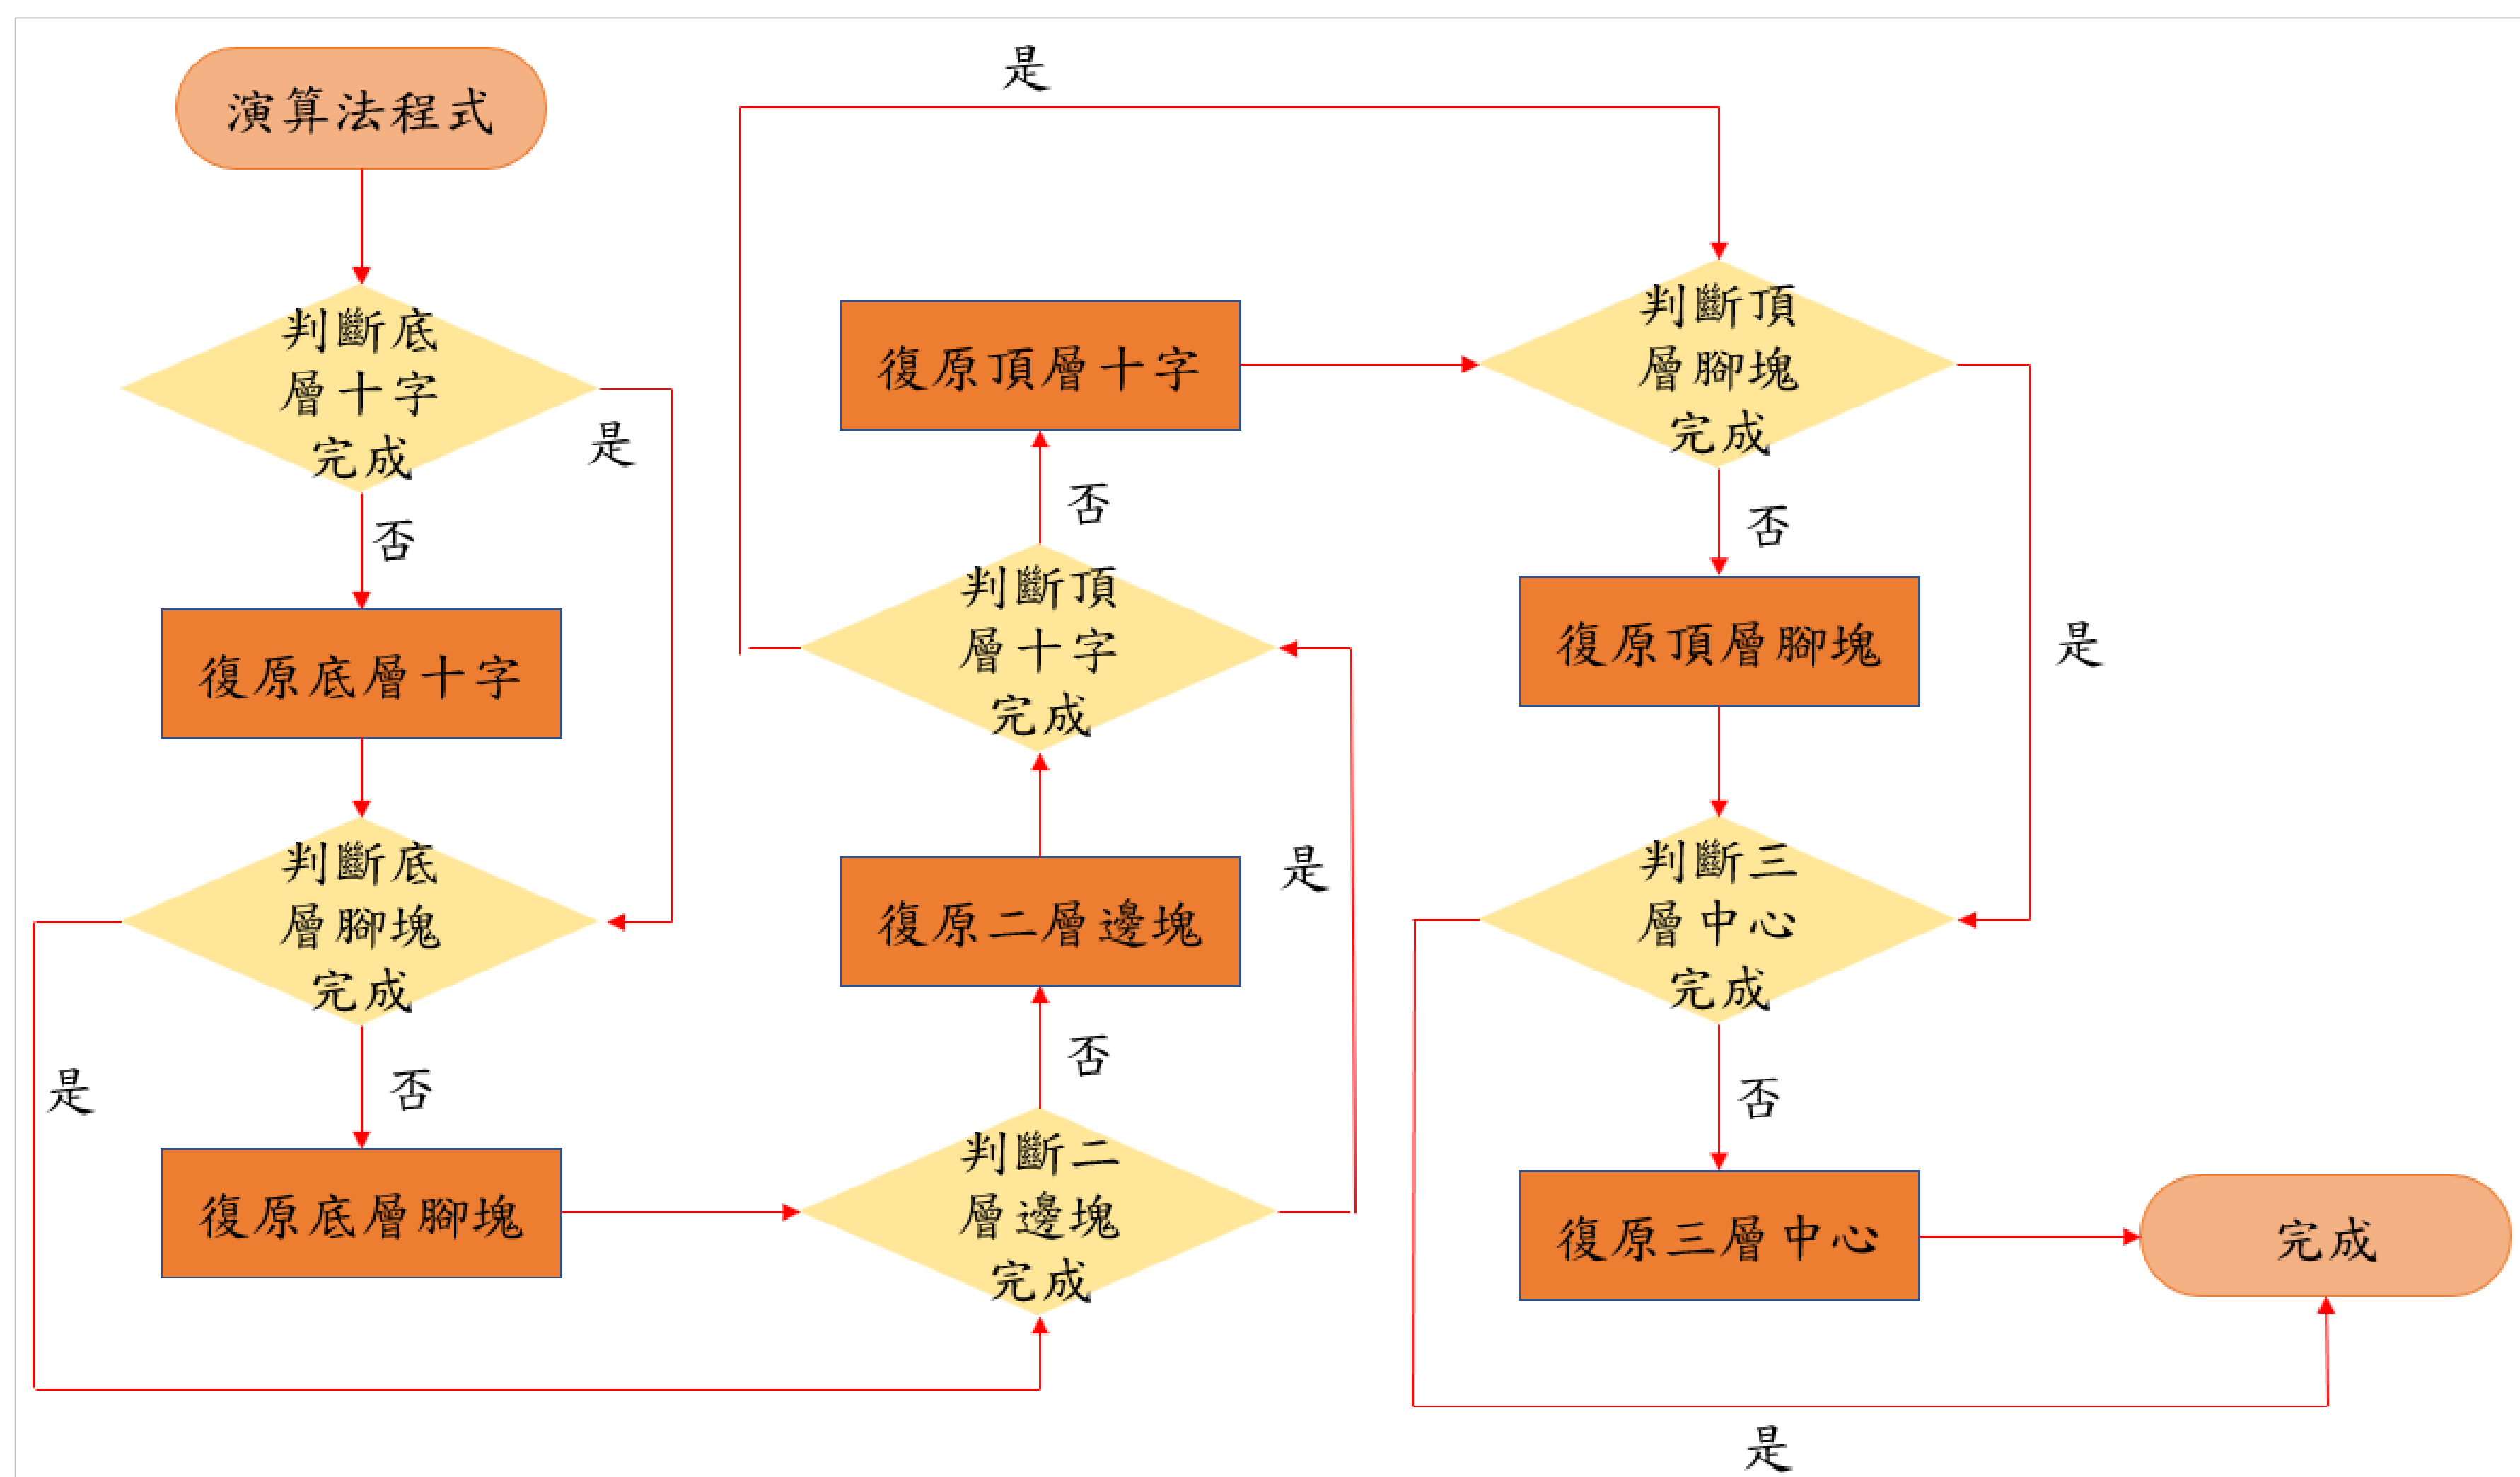 演算法程式
判斷底
層十字
完成
是
否
復原底層十字
判斷底
層腳塊
完成
是
否
復原底層腳塊
判斷二
層邊塊
完成
是
否
復原二層邊塊
判斷頂
層十字
完成
是
否
復原頂層十字
判斷頂
層腳塊
完成
是
否
復原頂層腳塊
判斷三
層中心
完成
是
否
復原三層中心
完成